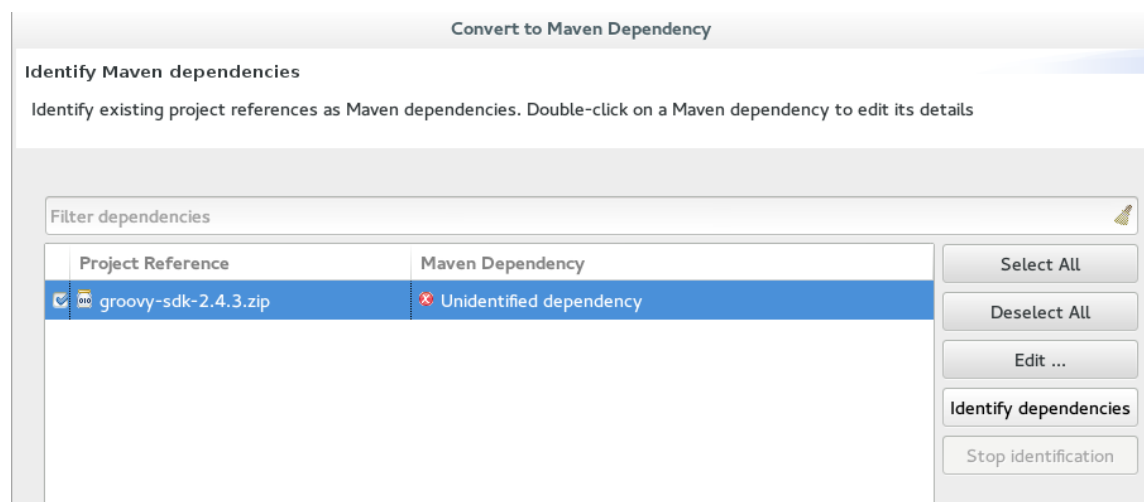 Convert to Maven Dependency
Identify Maven dependencies
Identify existing project references as Maven dependencies. Double-click on a Maven dependency to edit its details
Filter dependencies
Project Reference Maven Dependency
groovy-sdk-2.4.3.zip Unidentified dependency
Select All
Deselect All
Edit ...
Identify dependencies
Stop identification